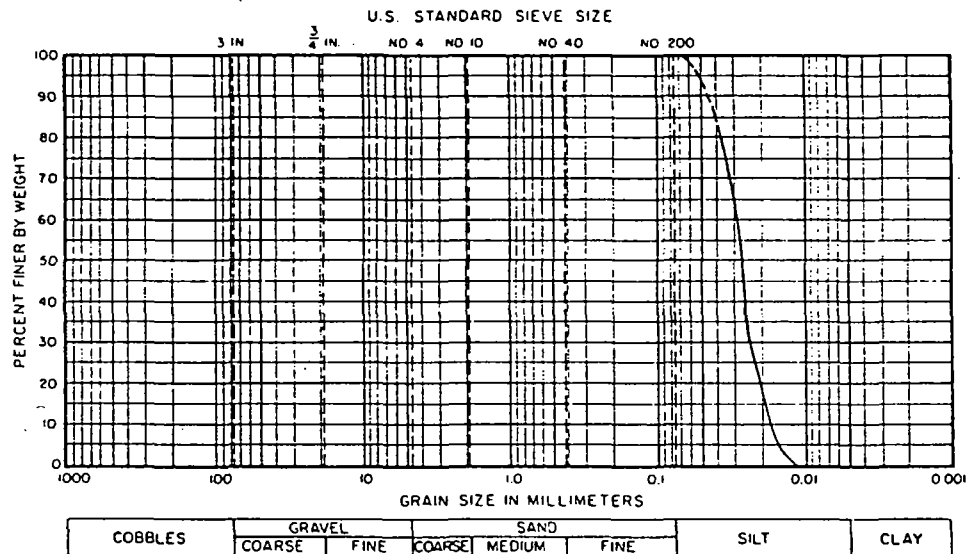 U.S. STANDARD SIEVE SIZE
3 IN 3/4 IN. NO 4 NO 10 NO 40 NO 200
PERCENT FINER BY WEIGHT
100
90
80
70
60
50
40
30
20
10
0
1000 100 10 1.0 0.1 0.01 0.001
GRAIN SIZE IN MILLIMETERS
COBBLES GRAVEL SAND SILT CLAY
COARSE FINE COARSE MEDIUM FINE